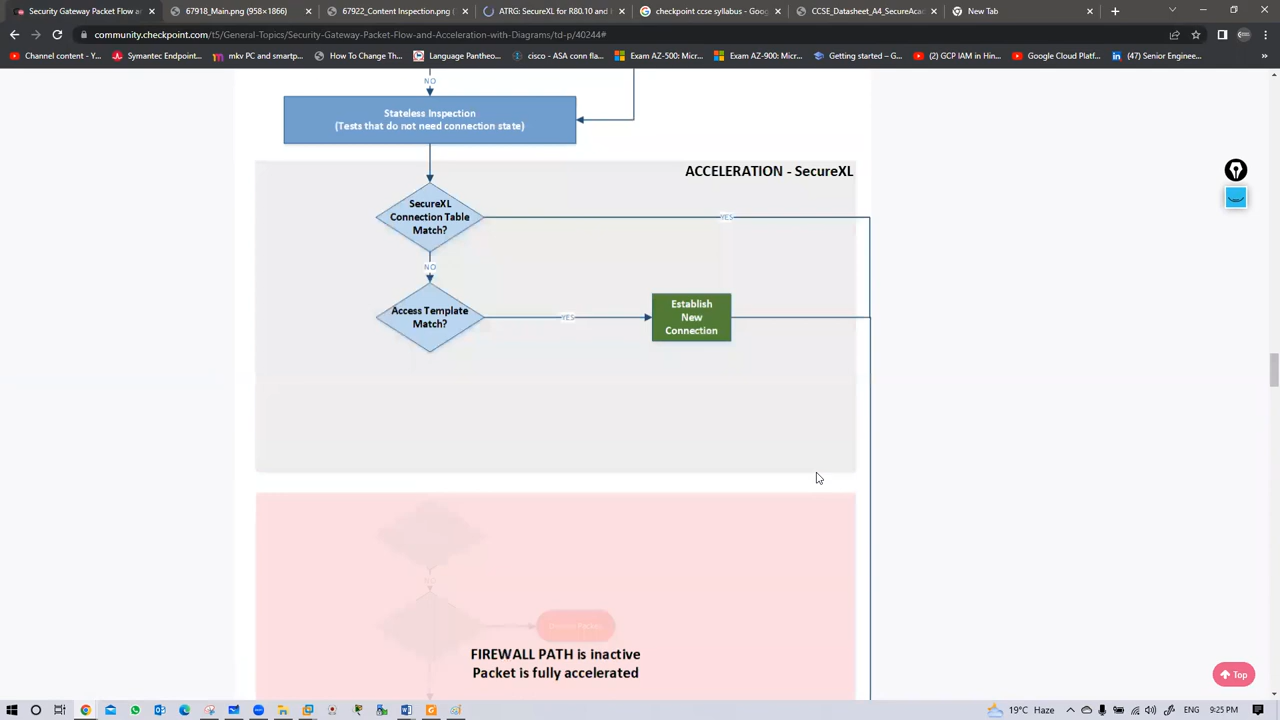 Security Gateway Packet Flow ar
67918_Main.png (958×1866)
67922_Content Inspection.png (
ATRG: SecureXL for R80.10 and l
checkpoint ccse syllabus - Goog
CCSE_Datasheet_A4_SecureAcad
New Tab
community.checkpoint.com/t5/General-Topics/Security-Gateway-Packet-Flow-and-Acceleration-with-Diagrams/td-p/40244#
Channel content - Y...
Symantec Endpoint...
mkv PC and smartp...
How To Change Th...
Language Acceptan...
cisco - ASA conn fla...
Exam AZ-500: Micr...
Exam AZ-900: Micr...
Getting started - G...
(2) GCP IAM in Hin...
Google Cloud Platf...
(47) Senior Enginee...
»
NO
Stateless Inspection
(Tests that do not need connection state)
ACCELERATION - SecureXL
SecureXL
Connection Table
Match?
YES
NO
Access Template
Match?
YES
Establish
New
Connection
NO
FIREWALL PATH is inactive
Packet is fully accelerated
Top
19°C Haze
9:25 PM